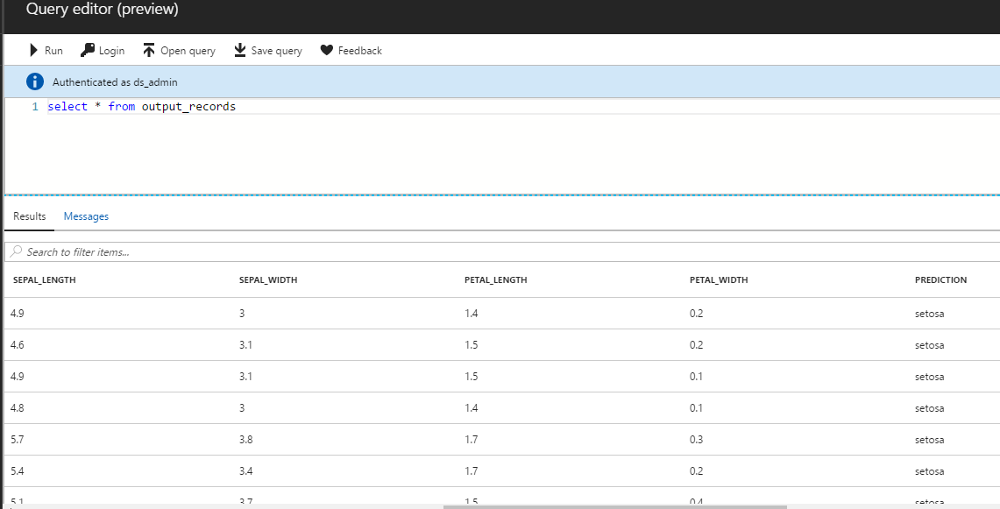 Query editor (preview)
Run Login Open query Save query Feedback
Authenticated as ds_admin
1 select * from output_records
Results Messages
Search to filter items...
SEPAL_LENGTH SEPAL_WIDTH PETAL_LENGTH PETAL_WIDTH PREDICTION
4.9 3 1.4 0.2 setosa
4.6 3.1 1.5 0.2 setosa
4.9 3.1 1.5 0.1 setosa
4.8 3 1.4 0.1 setosa
5.7 3.8 1.7 0.3 setosa
5.4 3.4 1.7 0.2 setosa
5.1 3.7 1.5 0.4 setosa